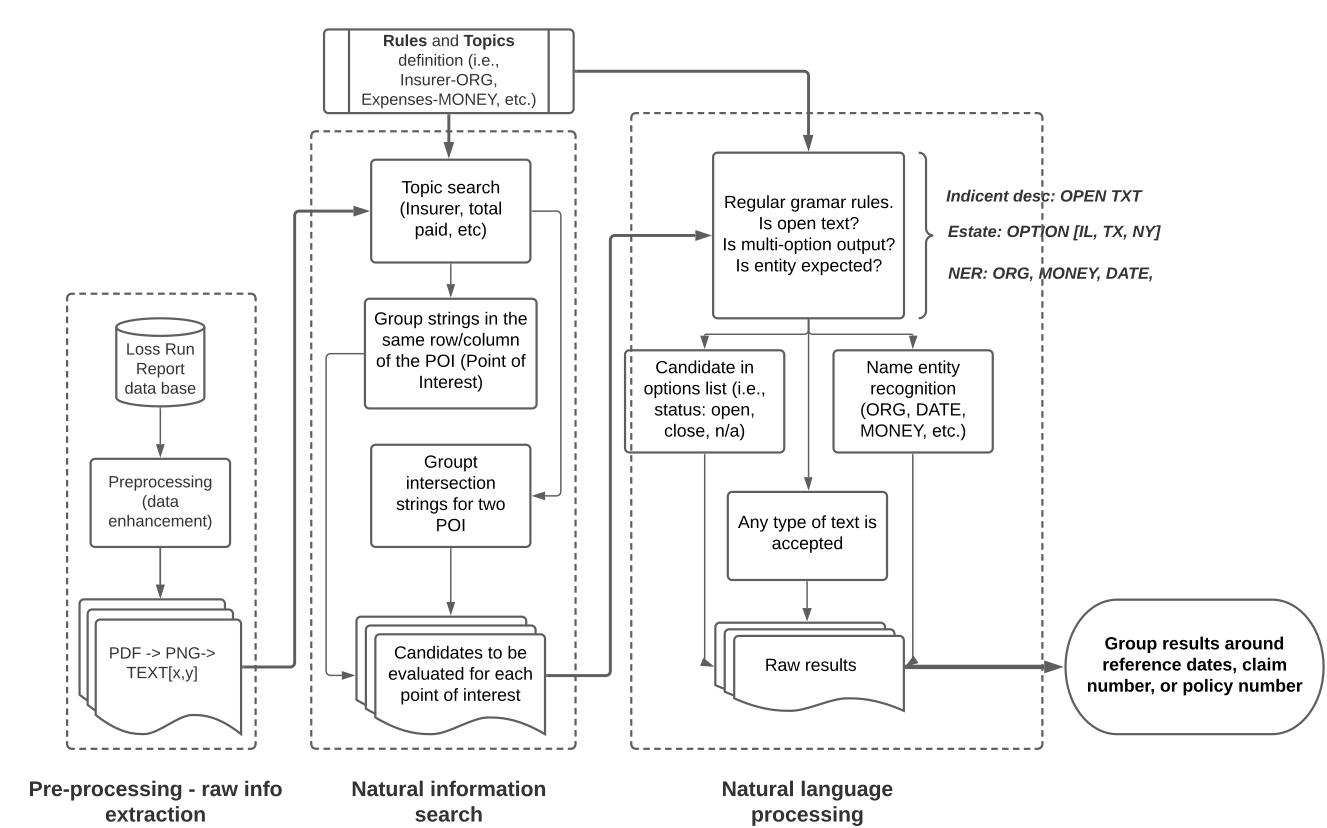 Rules and Topics
definition (i.e.,
Insurer-ORG,
Expenses-MONEY, etc.)
Topic search
(Insurer, total
paid, etc)
Group strings in the
same row/column
of the POI (Point of
Interest)
Groupt
intersection
strings for two
POI
Candidates to be
evaluated for each
point of interest
Loss Run
Report
data base
Preprocessing
(data
enhancement)
PDF -> PNG->
TEXT[x,y]
Regular gramar rules.
Is open text?
Is multi-option output?
Is entity expected?
Indicent desc: OPEN TXT
Estate: OPTION [IL, TX, NY]
NER: ORG, MONEY, DATE,
Candidate in
options list (i.e.,
status: open,
close, n/a)
Name entity
recognition
(ORG, DATE,
MONEY, etc.)
Any type of text is
accepted
Raw results
Group results around
reference dates, claim
number, or policy number
Pre-processing - raw info
extraction
Natural information
search
Natural language
processing